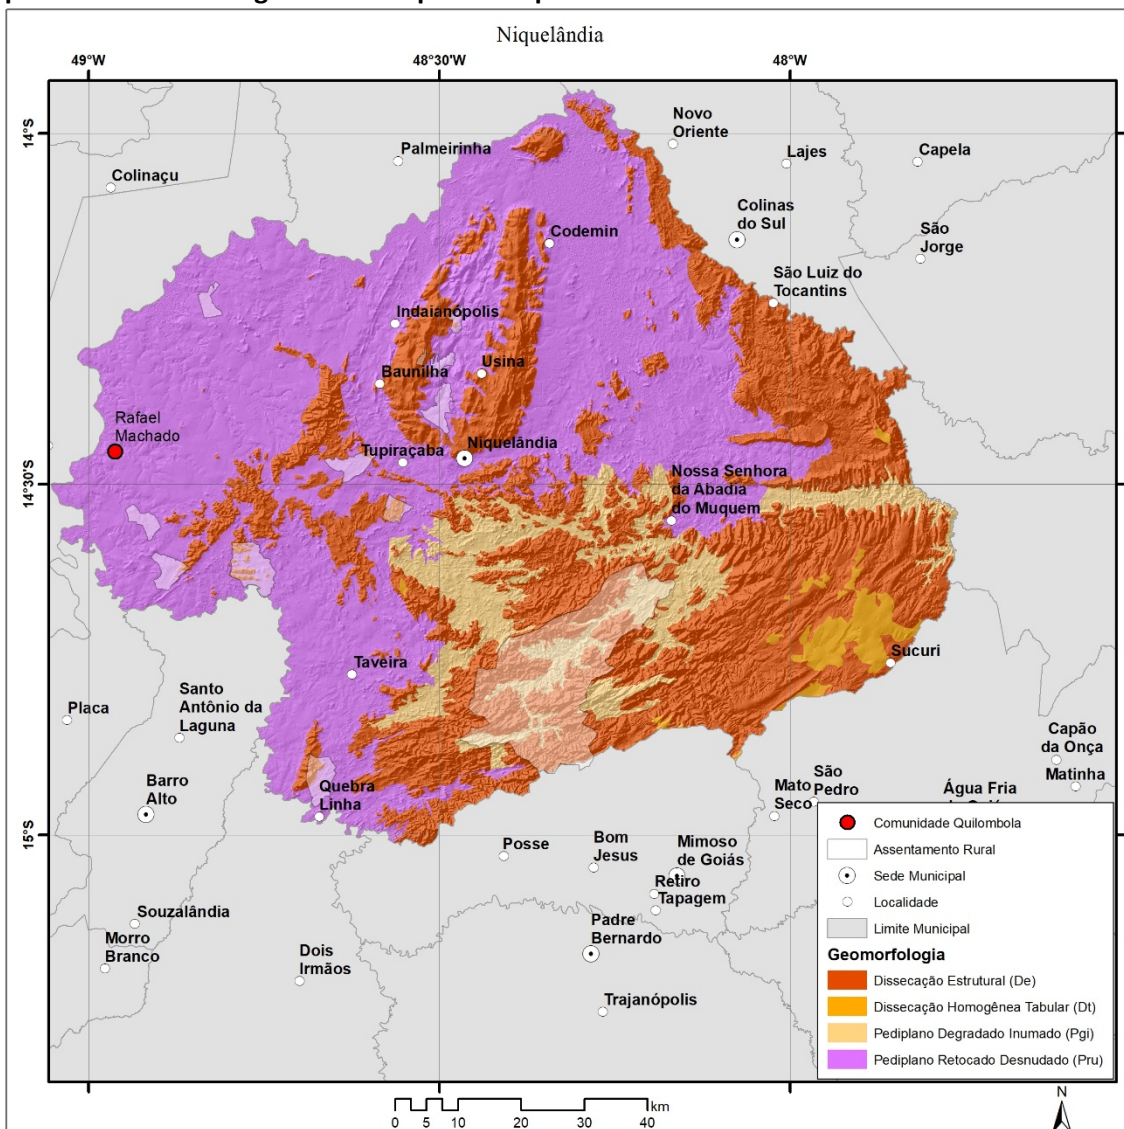 Niquelândia
49°W
48°30'W
48°W
14°S
14°30'S
15°S
Novo
Oriente
Palmeirinha
Lajes
Capela
Colinaçu
Colinas
do Sul
São
Jorge
Codemin
São Luiz do
Tocantins
Indaianópolis
Usina
Baunilha
Rafael
Machado
Tupiraçaba
Niquelândia
Nossa Senhora
da Abadia
do Muquem
Sucuri
Taveira
Placa
Santo
Antônio da
Laguna
Capão
da Onça
Matinha
Barro
Alto
Quebra
Linha
Mato
Seco
São
Pedro
Água Fria
Posse
Bom
Jesus
Mimoso
de Goiás
Retiro
Tapagem
Souzalândia
Padre
Bernardo
Morro
Branco
Dois
Irmãos
Trajanópolis
Comunidade Quilombola
Assentamento Rural
Sede Municipal
Localidade
Limite Municipal
Geomorfologia
Dissecação Estrutural (De)
Dissecação Homogênea Tabular (Dt)
Pediplano Degradado Inumado (Pgi)
Pediplano Retocado Desnudado (Pru)
km
0 5 10 20 30 40
N